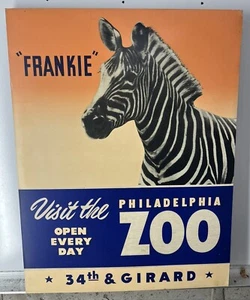 "FRANKIE"
Visit the PHILADELPHIA
OPEN EVERY DAY ZOO
★ 34th & GIRARD ★